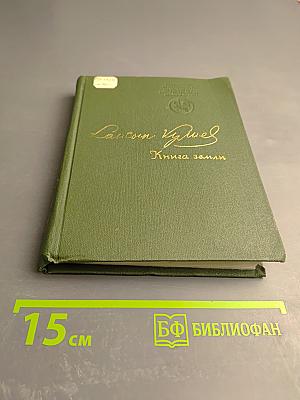 Кайсын Кулиев
Книга земли
15 см
БФ БИБЛИОФАН